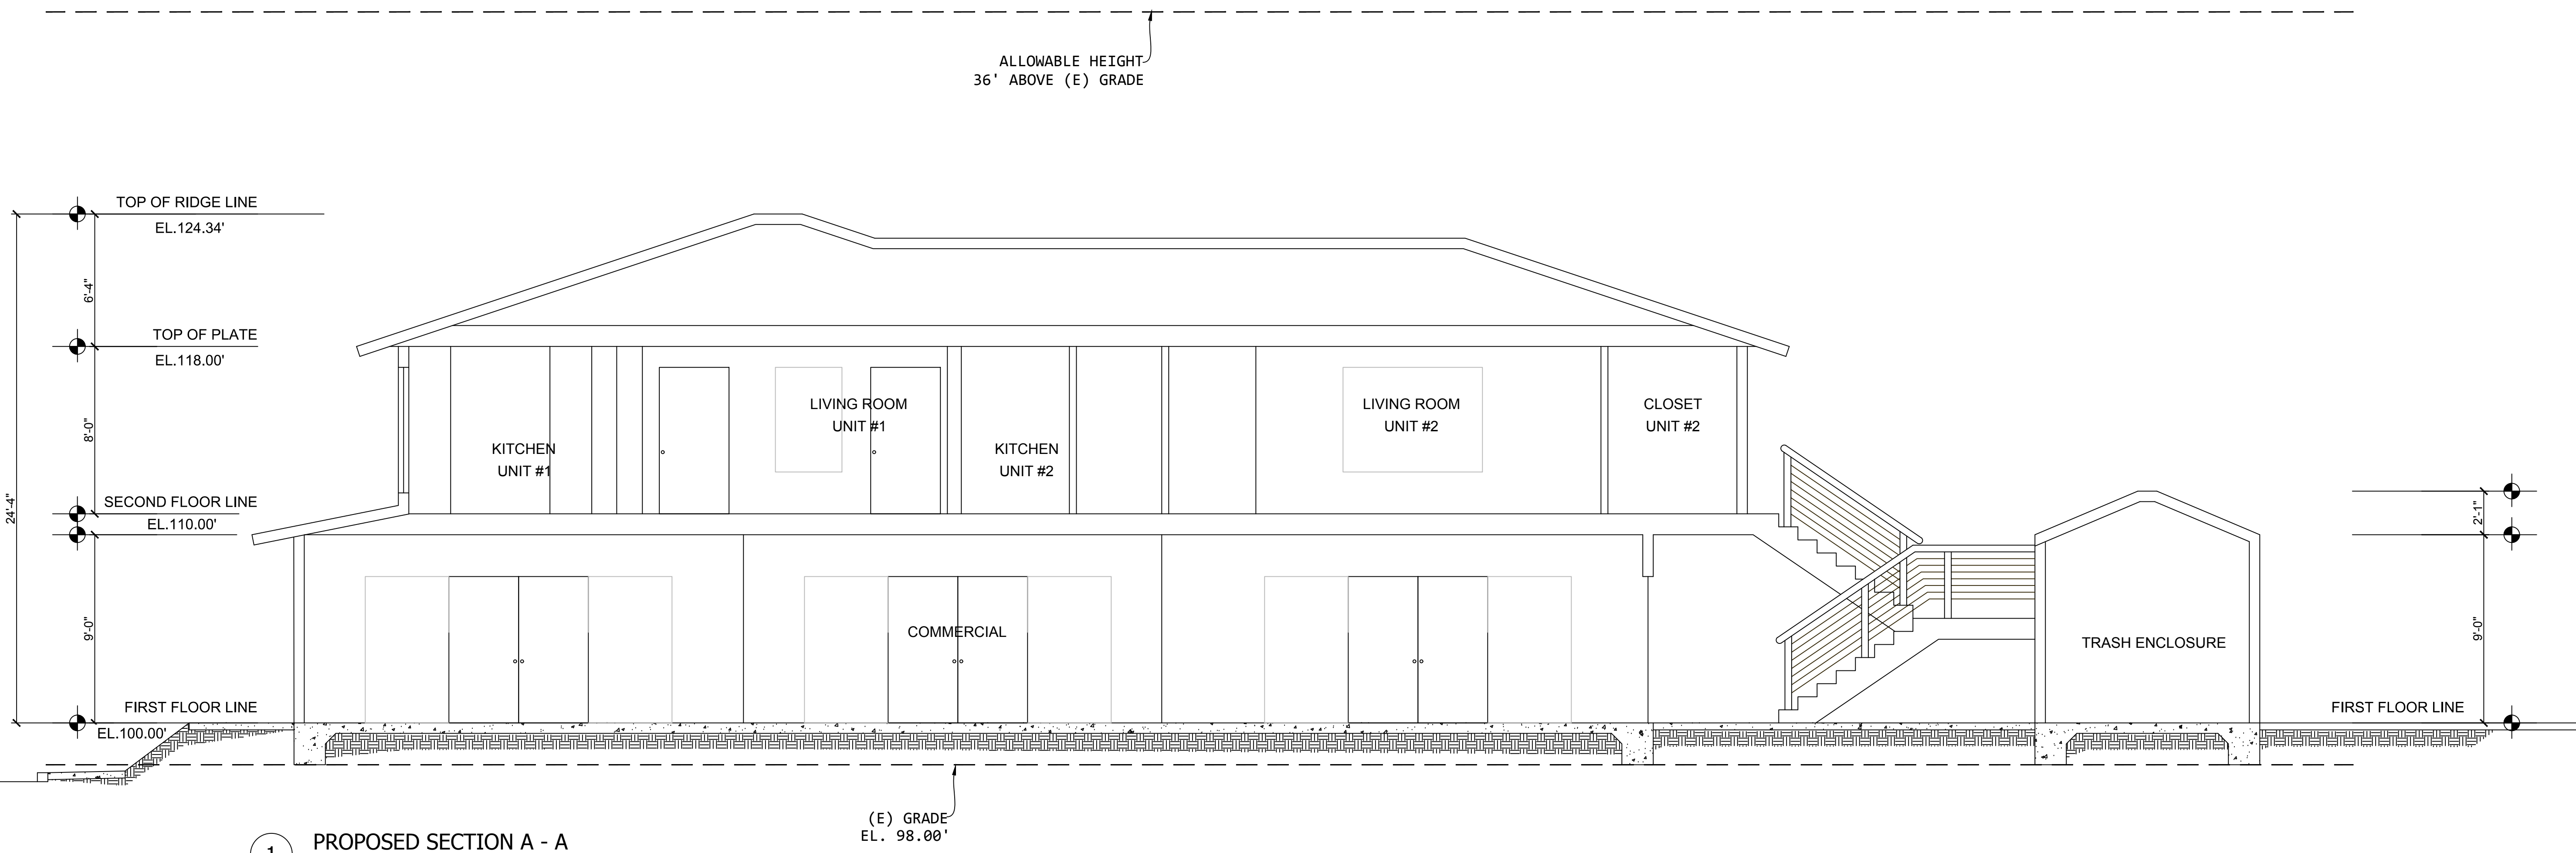 ALLOWABLE HEIGHT
36' ABOVE (E) GRADE
TOP OF RIDGE LINE
EL.124.34'
6'-4"
TOP OF PLATE
EL.118.00'
8'-0"
LIVING ROOM
UNIT #1
LIVING ROOM
UNIT #2
CLOSET
UNIT #2
KITCHEN
UNIT #1
KITCHEN
UNIT #2
24'-4"
SECOND FLOOR LINE
EL.110.00'
2'-1"
9'-0"
COMMERCIAL
TRASH ENCLOSURE
9'-0"
FIRST FLOOR LINE
EL.100.00'
FIRST FLOOR LINE
(E) GRADE
EL. 98.00'
1
PROPOSED SECTION A - A